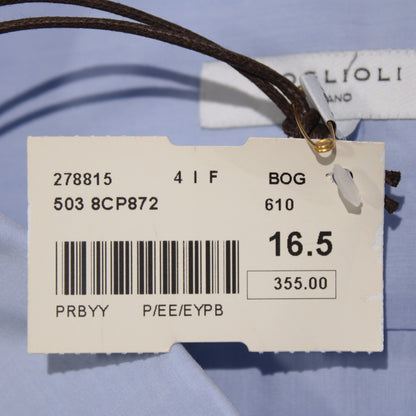 OGLIOLI
ANO
278815 4 I F BOG
503 8CP872 610
16.5
355.00
PRBYY P/EE/EYPB